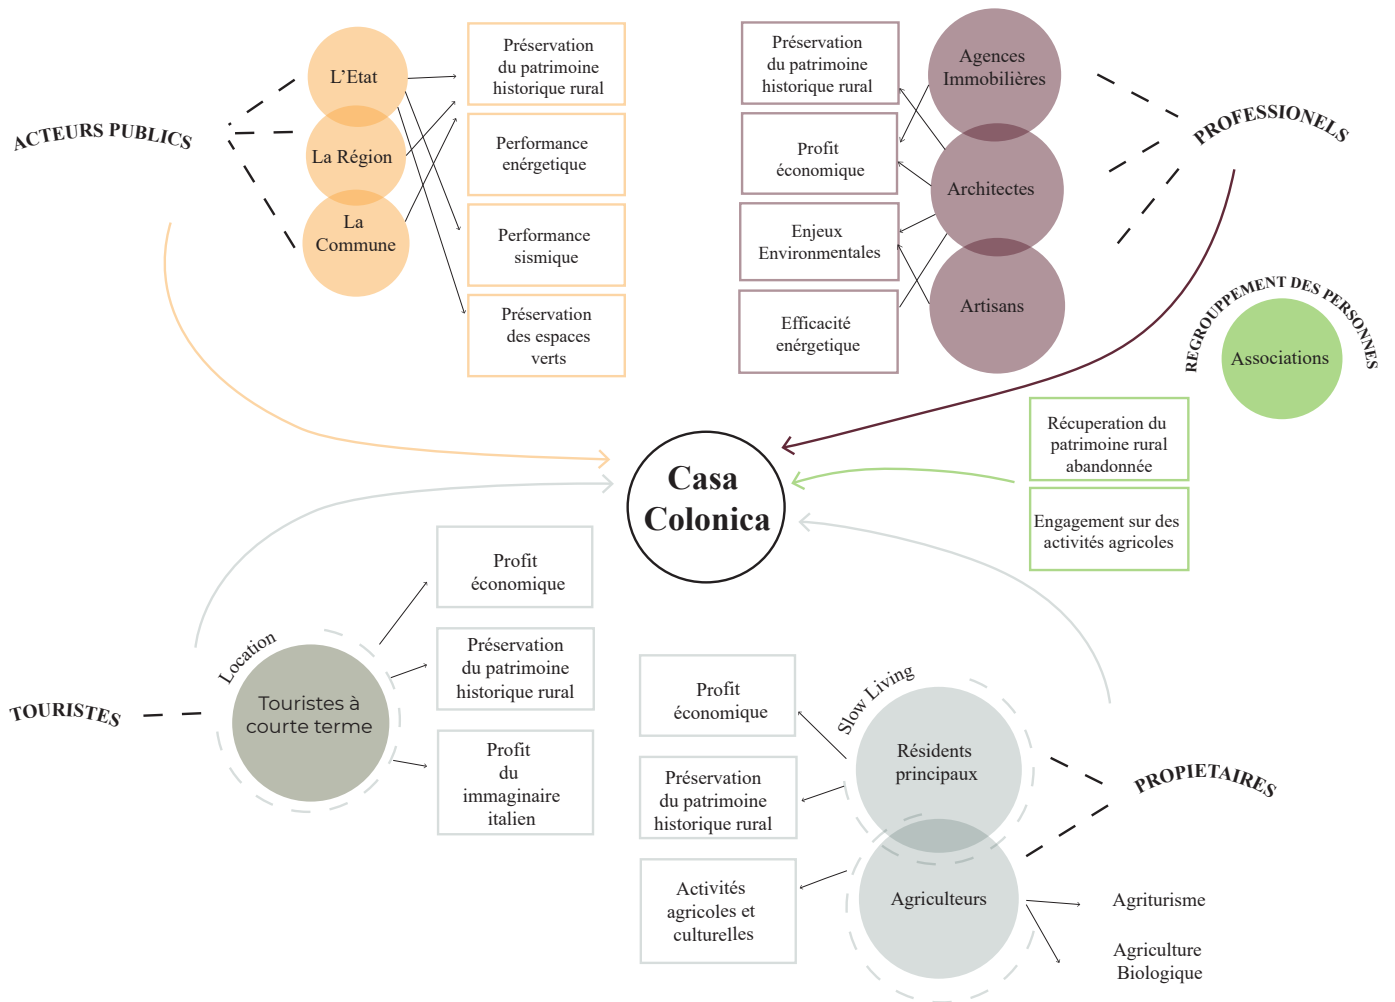 ACTEURS PUBLICS
L'Etat
La Région
La
Commune
Préservation
du patrimoine
historique rural
Performance
enérgetique
Performance
sismique
Préservation
des espaces
verts
Préservation
du patrimoine
historique rural
Profit
économique
Enjeux
Environmentales
Efficacité
enérgetique
Agences
Immobilières
Architectes
Artisans
PROFESSIONELS
REGROUPPEMENT DES PERSONNES
Associations
Récuperation du
patrimoine rural
abandonnée
Engagement sur des
activités agricoles
Casa
Colonica
TOURISTES
Location
Touristes à
courte terme
Profit
économique
Préservation
du patrimoine
historique rural
Profit
du
immaginaire
italien
Profit
économique
Préservation
du patrimoine
historique rural
Activités
agricoles et
culturelles
Slow Living
Résidents
principaux
Agriculteurs
PROPIETAIRES
Agriturisme
Agriculture
Biologique